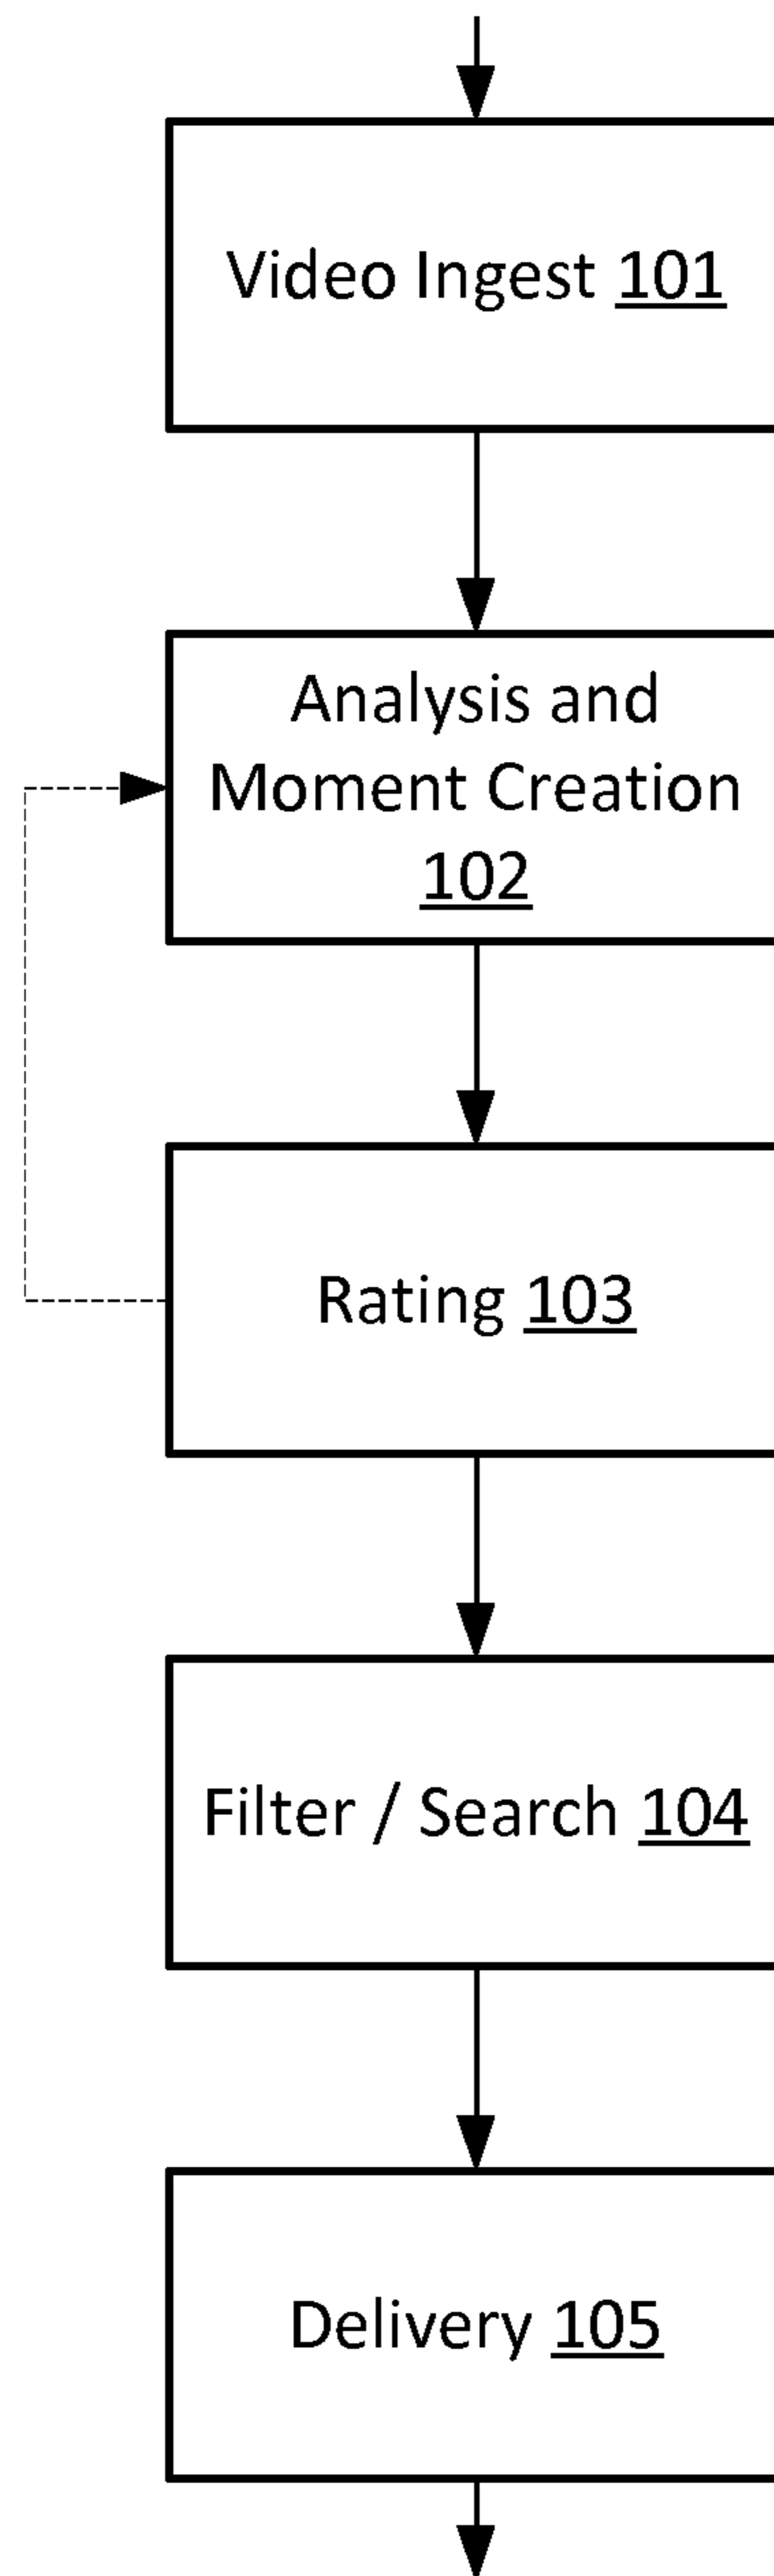 Video Ingest 101
Analysis and
Moment Creation
102
Rating 103
Filter / Search 104
Delivery 105